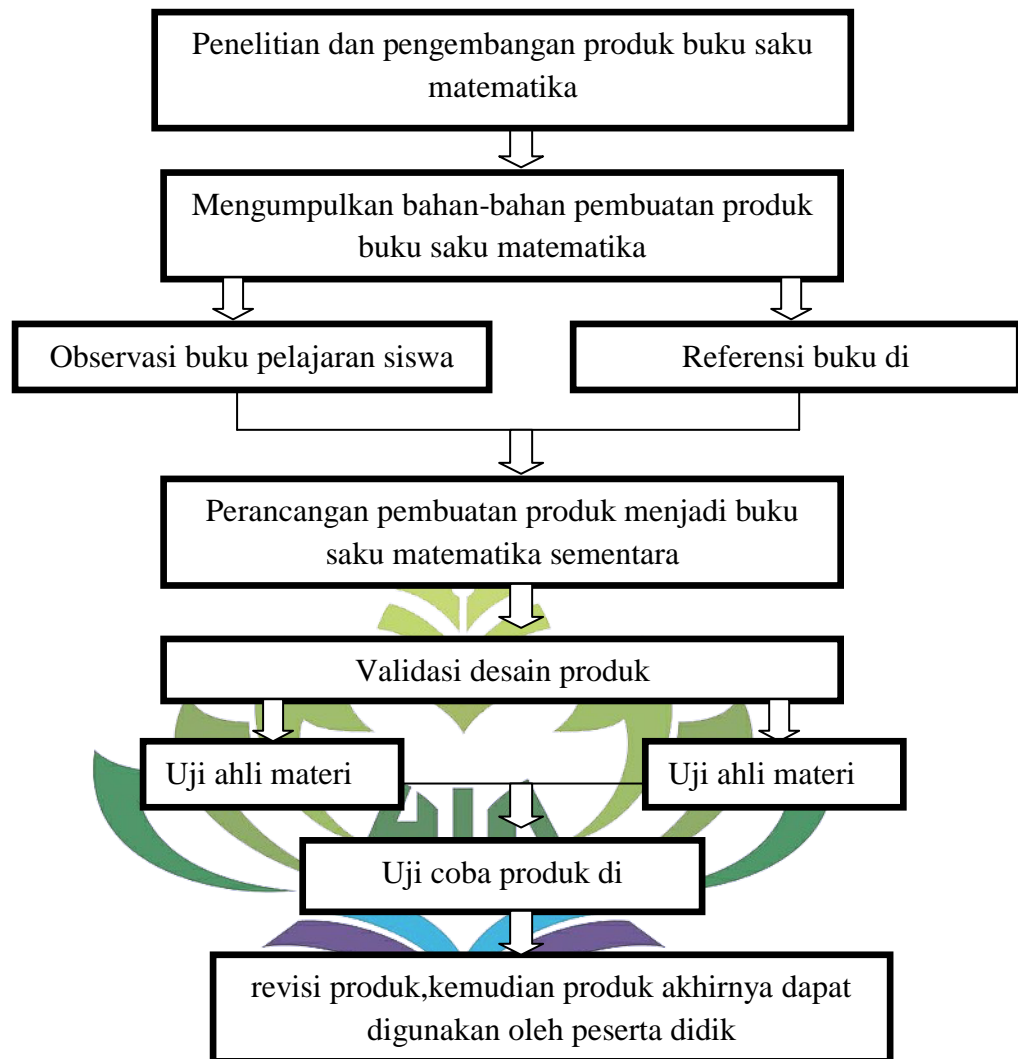 Penelitian dan pengembangan produk buku saku
matematika
Mengumpulkan bahan-bahan pembuatan produk
buku saku matematika
Observasi buku pelajaran siswa
Referensi buku di
Perancangan pembuatan produk menjadi buku
saku matematika sementara
Validasi desain produk
Uji ahli materi
Uji ahli materi
Uji coba produk di
revisi produk,kemudian produk akhirnya dapat
digunakan oleh peserta didik